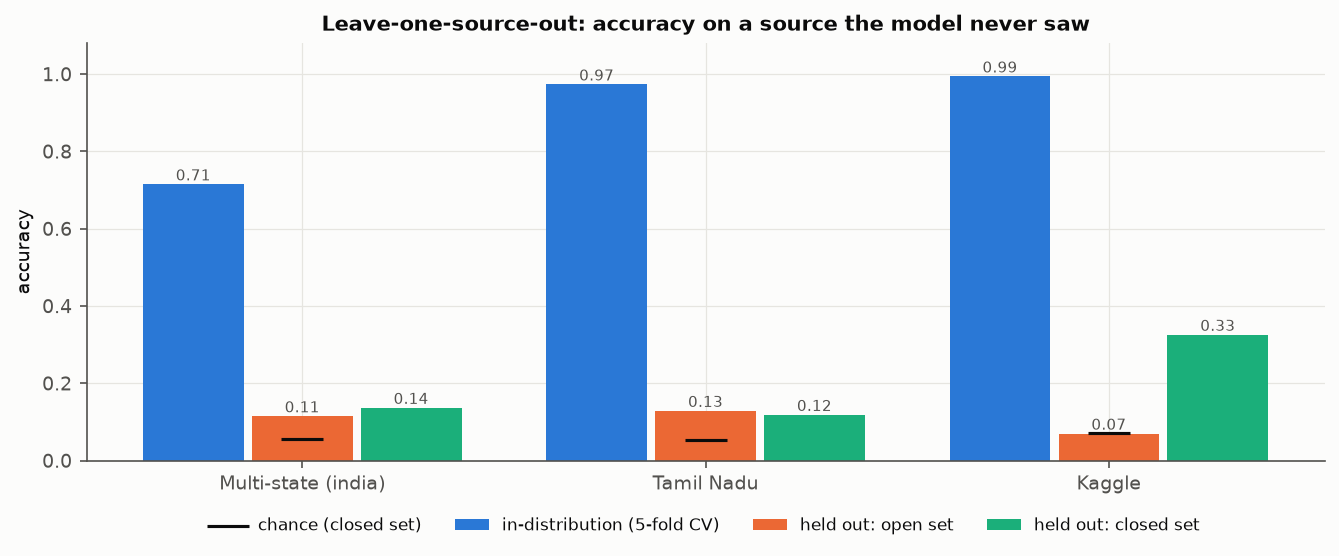 Leave-one-source-out: accuracy on a source the model never saw
accuracy
1.0
0.8
0.6
0.4
0.2
0.0
0.71
0.11
0.14
0.97
0.13
0.12
0.99
0.07
0.33
Multi-state (india)
Tamil Nadu
Kaggle
chance (closed set)
in-distribution (5-fold CV)
held out: open set
held out: closed set